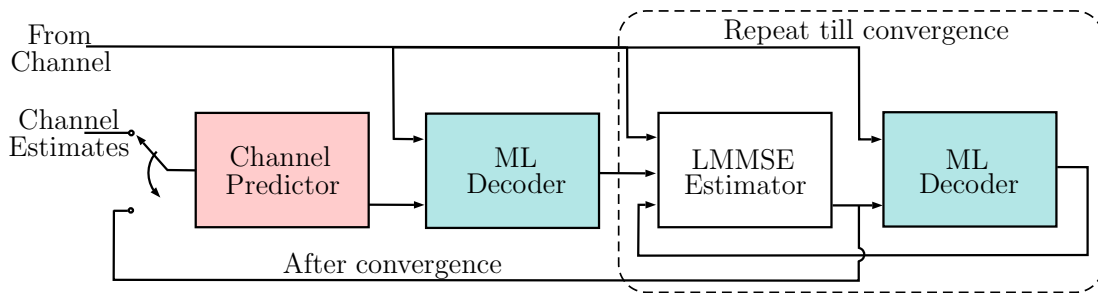 From
Channel
Repeat till convergence
Channel
Estimates
Channel
Predictor
ML
Decoder
LMMSE
Estimator
ML
Decoder
After convergence